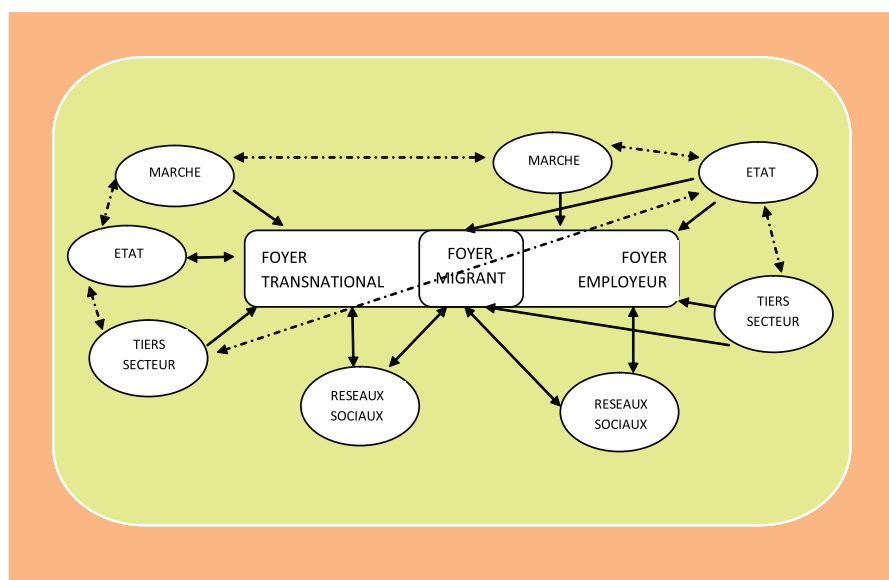 MARCHE
MARCHE
ETAT
ETAT
FOYER
TRANSNATIONAL
FOYER
MIGRANT
FOYER
EMPLOYEUR
TIERS
SECTEUR
TIERS
SECTEUR
RESEAUX
SOCIAUX
RESEAUX
SOCIAUX